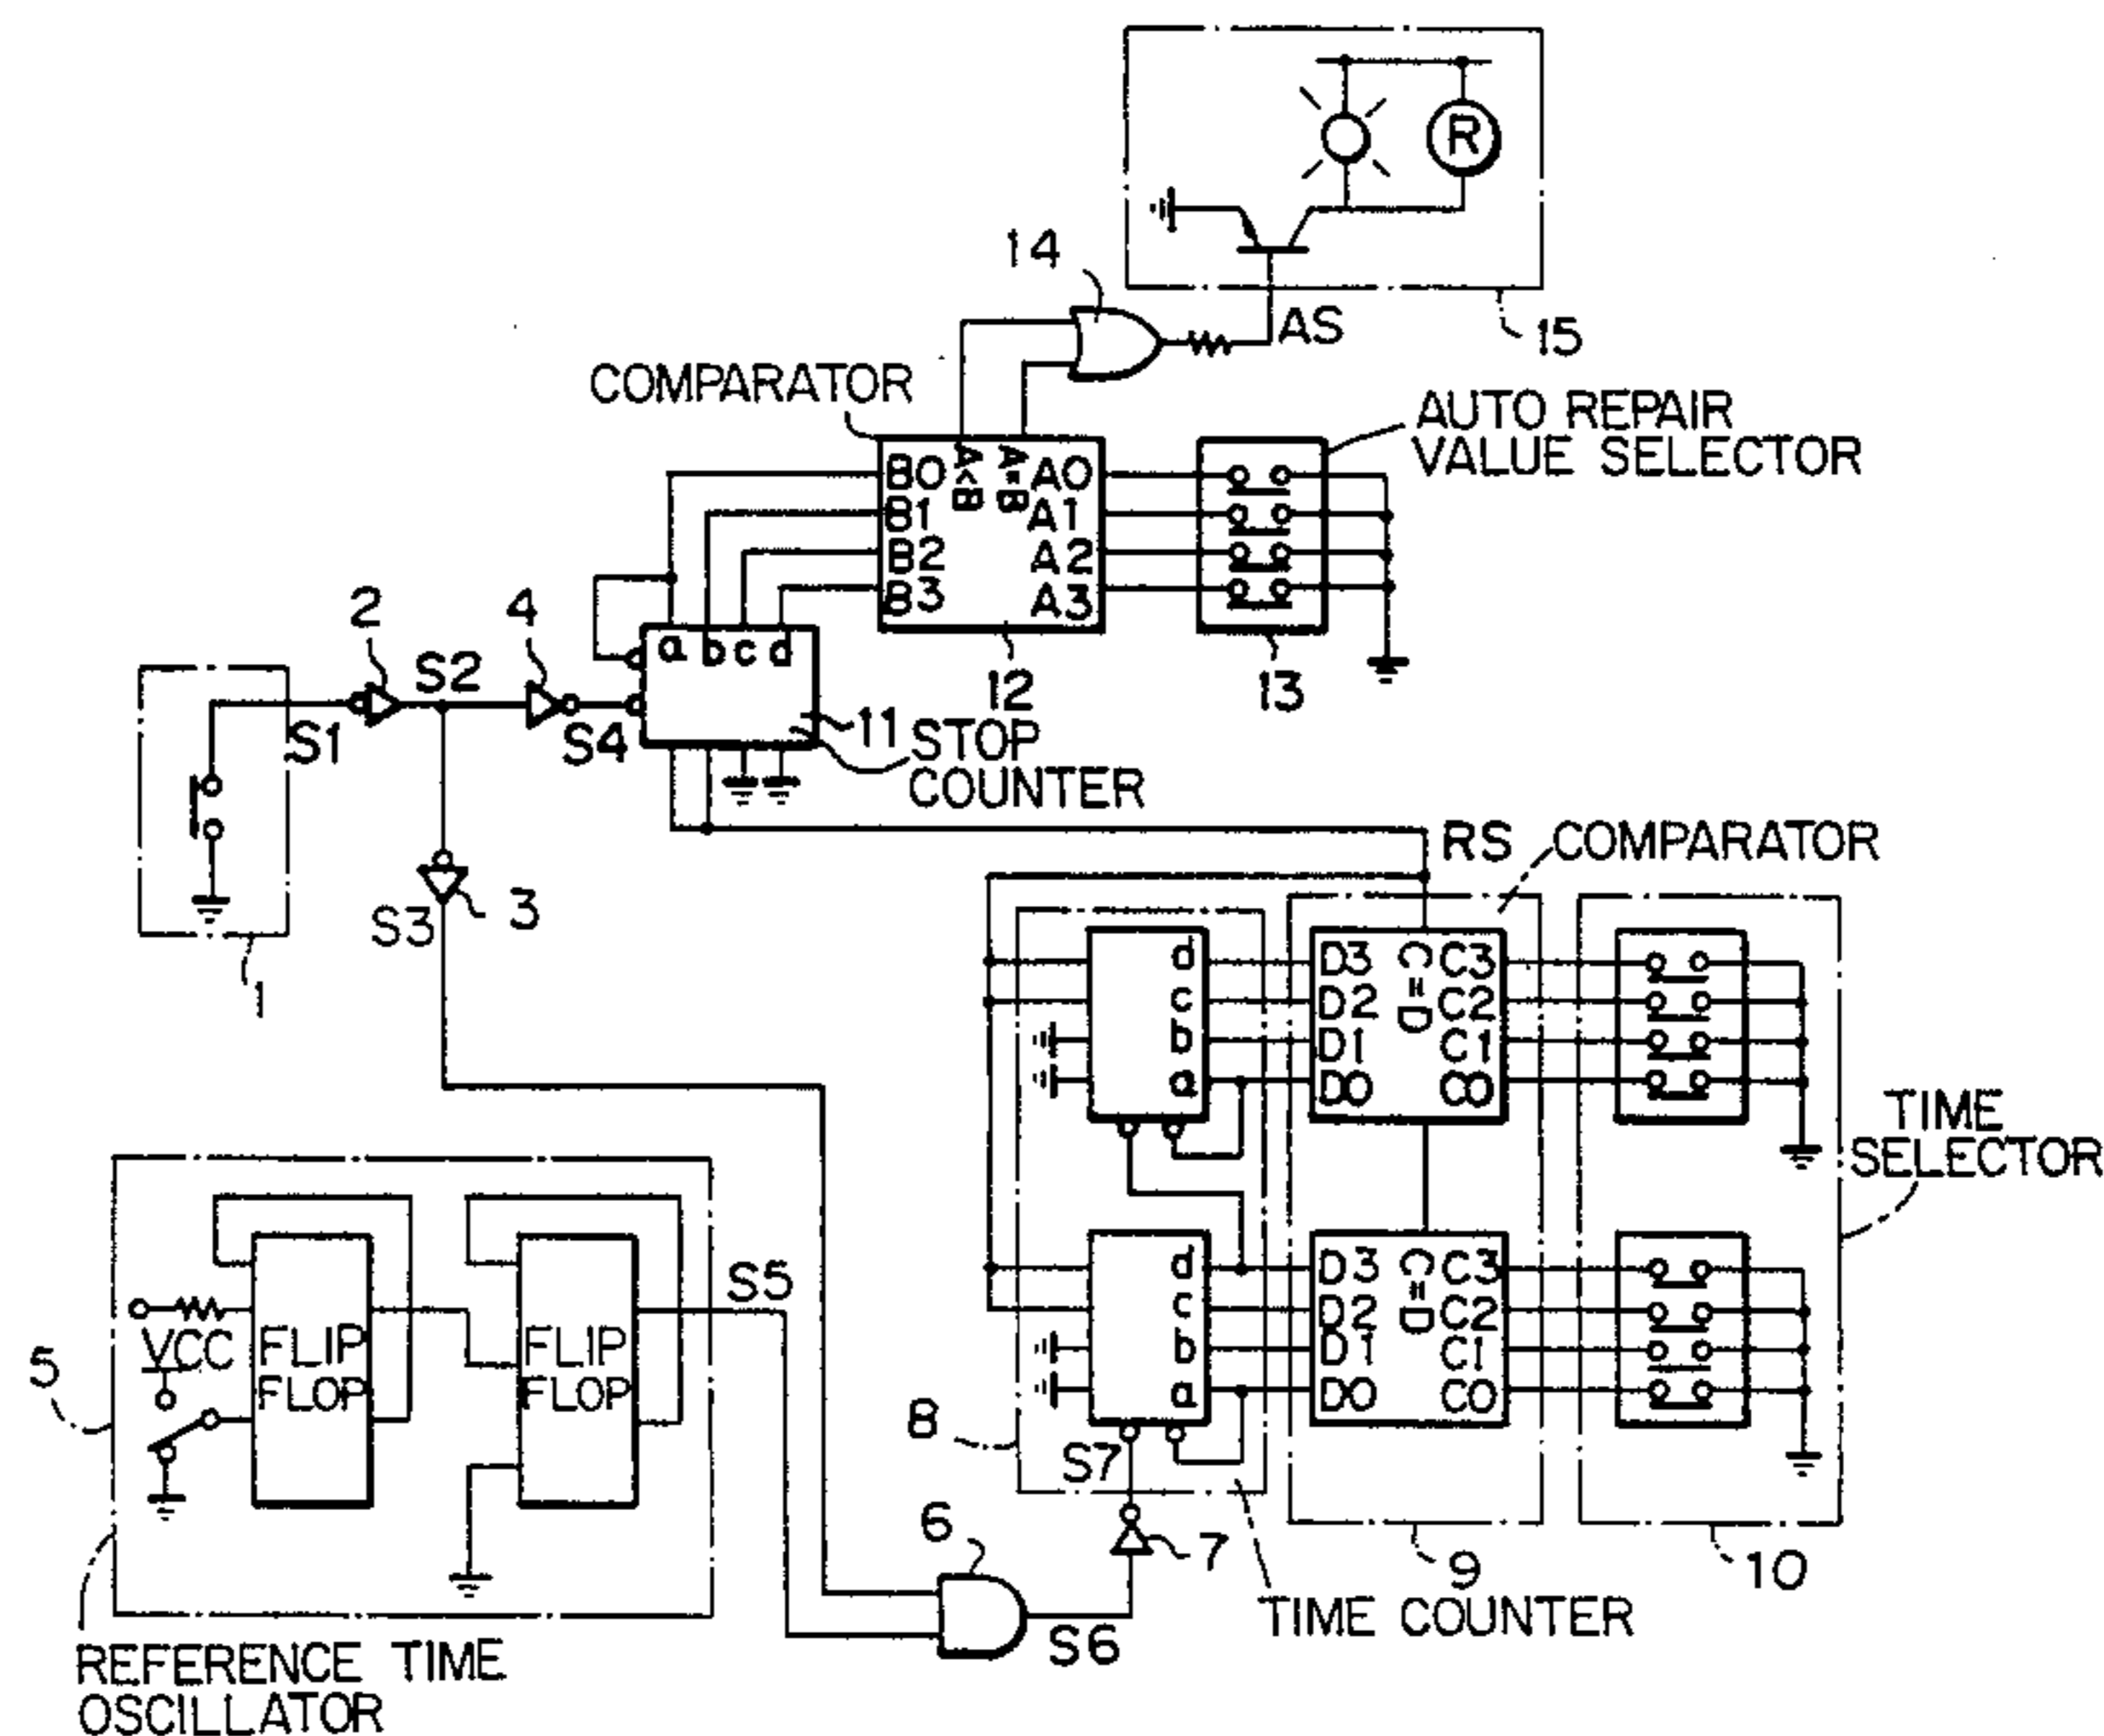 R
14
AS
15
COMPARATOR
AUTO REPAIR
VALUE SELECTOR
B0 A<B A=B A0
B1 A1
B2 A2
B3 A3
2
4
S2
a b c d
12
13
S1
S4
11
STOP
COUNTER
RS
COMPARATOR
S3
3
1
d D3 C=D C3
c D2 C2
b D1 C1
a D0 C0
TIME
SELECTOR
S5
d D3 C=D C3
c D2 C2
b D1 C1
a D0 C0
VCC
FLIP
FLOP
FLIP
FLOP
5
8
S7
6
7
9
10
TIME COUNTER
S6
REFERENCE TIME
OSCILLATOR